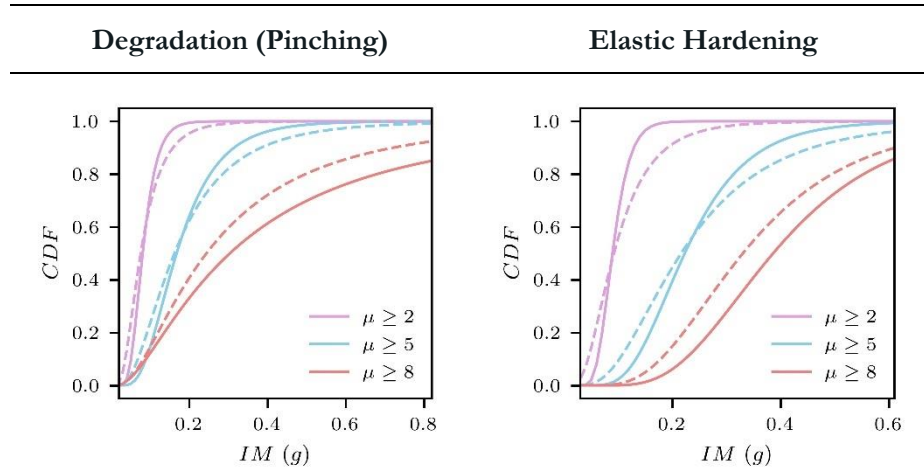 Degradation (Pinching)
Elastic Hardening
1.0
0.8
0.6
0.4
0.2
0.0
CDF
μ ≥ 2
μ ≥ 5
μ ≥ 8
0.2 0.4 0.6 0.8
IM (g)
1.0
0.8
0.6
0.4
0.2
0.0
CDF
μ ≥ 2
μ ≥ 5
μ ≥ 8
0.2 0.4 0.6
IM (g)